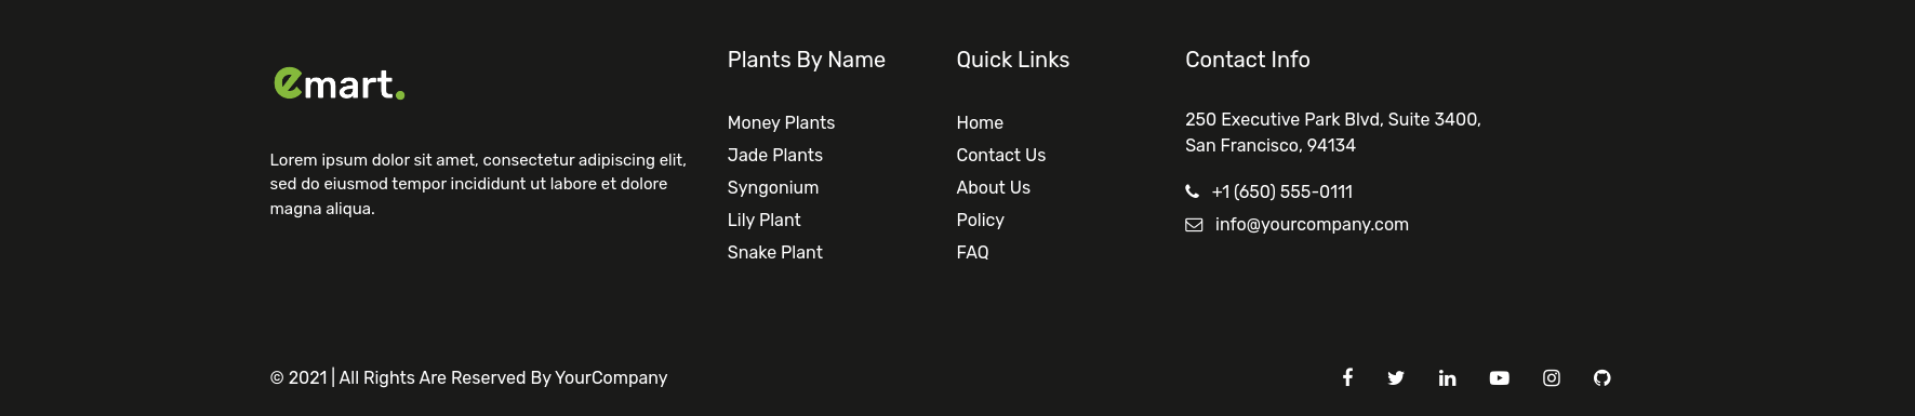 emart.
Lorem ipsum dolor sit amet, consectetur adipiscing elit,
sed do eiusmod tempor incididunt ut labore et dolore
magna aliqua.
Plants By Name
Money Plants
Jade Plants
Syngonium
Lily Plant
Snake Plant
Quick Links
Home
Contact Us
About Us
Policy
FAQ
Contact Info
250 Executive Park Blvd, Suite 3400,
San Francisco, 94134
+1 (650) 555-0111
info@yourcompany.com
© 2021 | All Rights Are Reserved By YourCompany